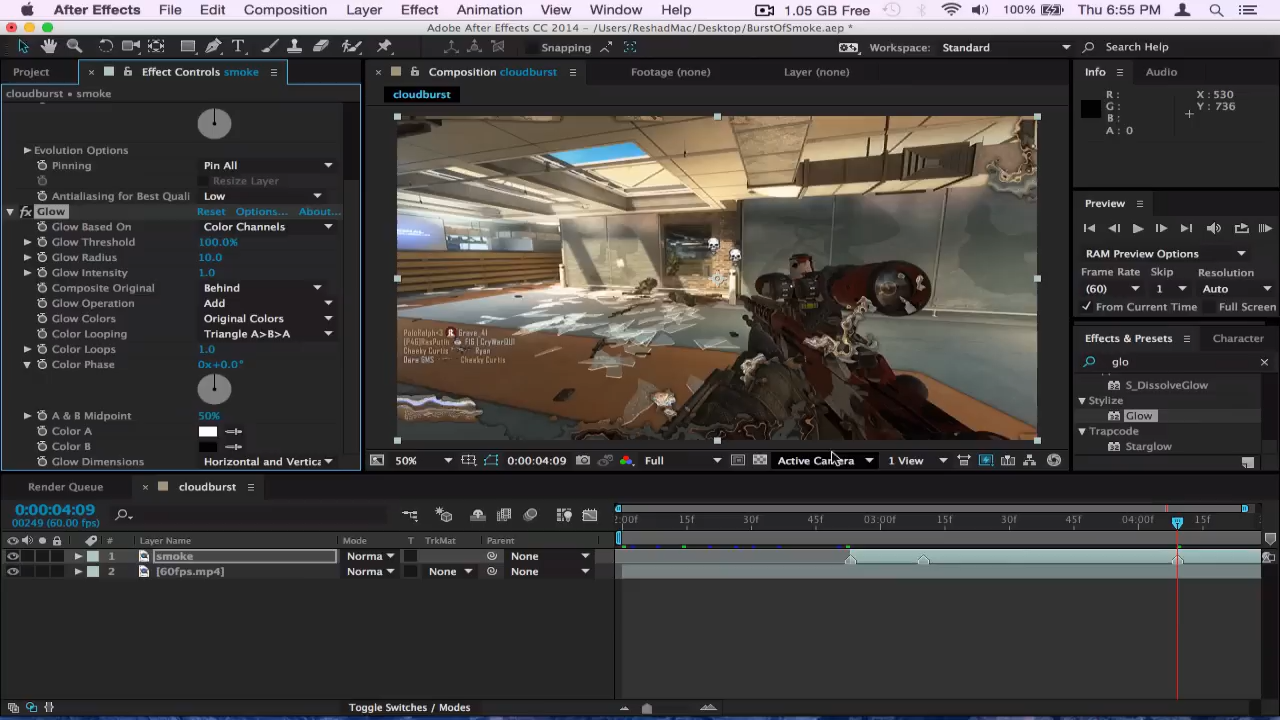 After Effects File Edit Composition Layer Effect Animation View Window Help 1.05 GB Free 100% Thu 6:55 PM
Adobe After Effects CC 2014 - /Users/ReshadMac/Desktop/BurstOfSmoke.aep *
Snapping Workspace: Standard Search Help
Project Effect Controls smoke Composition cloudburst Footage (none) Layer (none) Info Audio
cloudburst • smoke cloudburst
R: X: 530
G: Y: 736
B:
A: 0
Evolution Options
Pinning Pin All
Resize Layer
Antialiasing for Best Quali Low
fx Glow Reset Options... About...
Glow Based On Color Channels
Glow Threshold 100.0%
Glow Radius 10.0
Glow Intensity 1.0
Composite Original Behind
Glow Operation Add
Glow Colors Original Colors
Color Looping Triangle A>B>A
Color Loops 1.0
Color Phase 0x+0.0°
A & B Midpoint 50%
Color A
Color B
Glow Dimensions Horizontal and Vertica
Cheeky Curtis Ryan
Cheeky Curtis
50% 0:00:04:09 Full Active Camera 1 View
Preview
RAM Preview Options
Frame Rate Skip Resolution
(60) 1 Auto
From Current Time Full Screen
Effects & Presets Character
glo
S_DissolveGlow
Stylize
Glow
Trapcode
Starglow
Render Queue cloudburst
0:00:04:09
00249 (60.00 fps)
:00f 15f 30f 45f 03:00f 15f 30f 45f 04:00f 15f
# Layer Name Mode T TrkMat Parent
1 smoke Norma None
2 [60fps.mp4] Norma None None
Toggle Switches / Modes